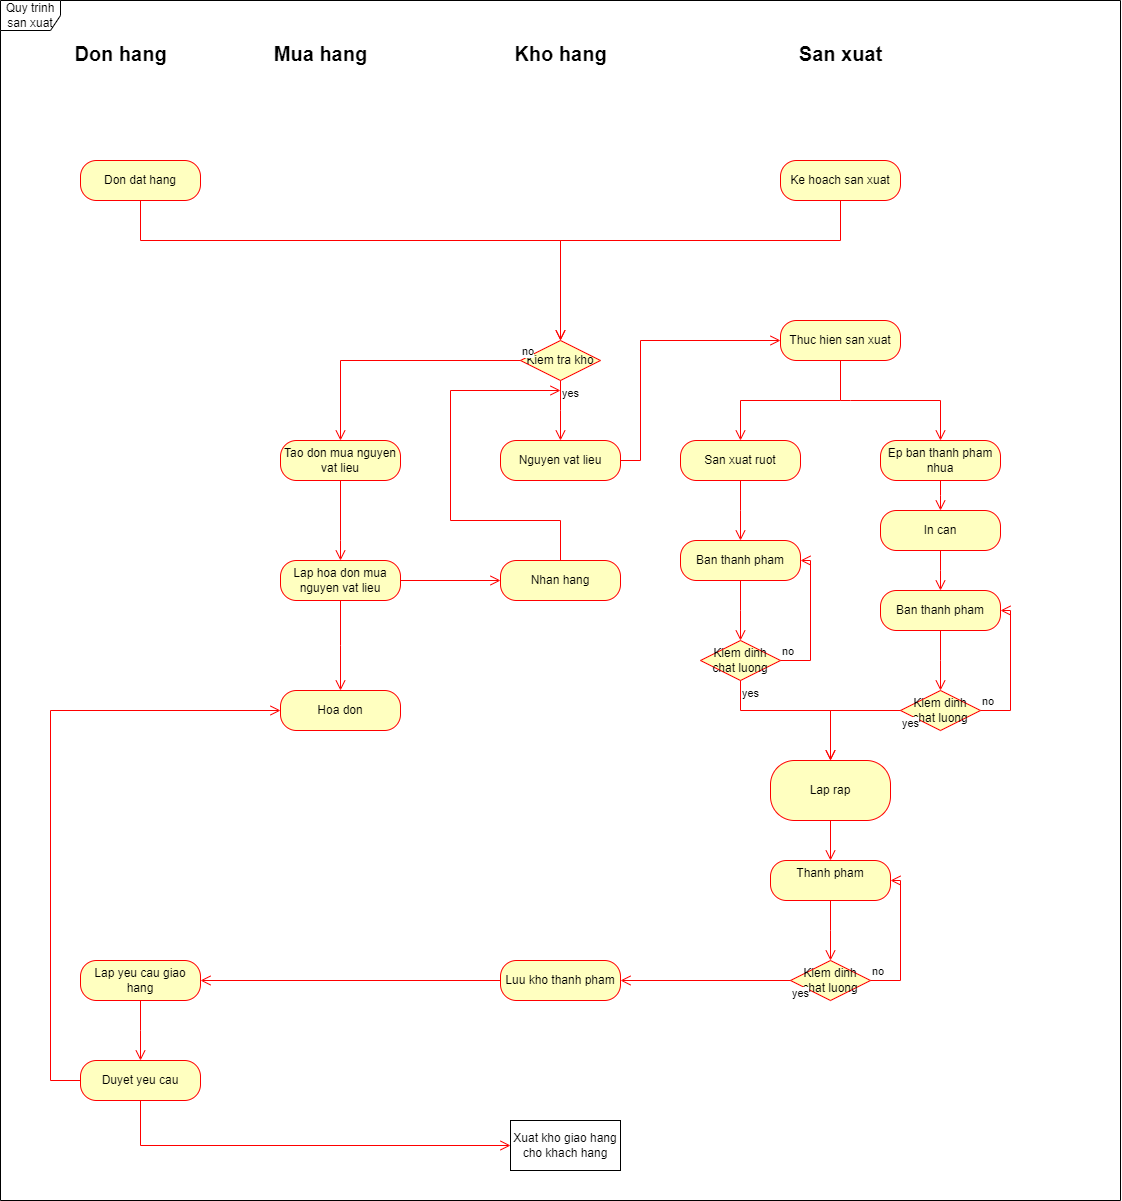 Quy trinh
san xuat
Don hang
Mua hang
Kho hang
San xuat
Don dat hang
Ke hoach san xuat
Thuc hien san xuat
no
Kiem tra kho
yes
Tao don mua nguyen
vat lieu
Nguyen vat lieu
San xuat ruot
Ep ban thanh pham
nhua
In can
Lap hoa don mua
nguyen vat lieu
Nhan hang
Ban thanh pham
Ban thanh pham
Kiem dinh
chat luong
no
yes
Hoa don
Kiem dinh
chat luong
no
yes
Lap rap
Thanh pham
Lap yeu cau giao
hang
Luu kho thanh pham
Kiem dinh
chat luong
no
yes
Duyet yeu cau
Xuat kho giao hang
cho khach hang